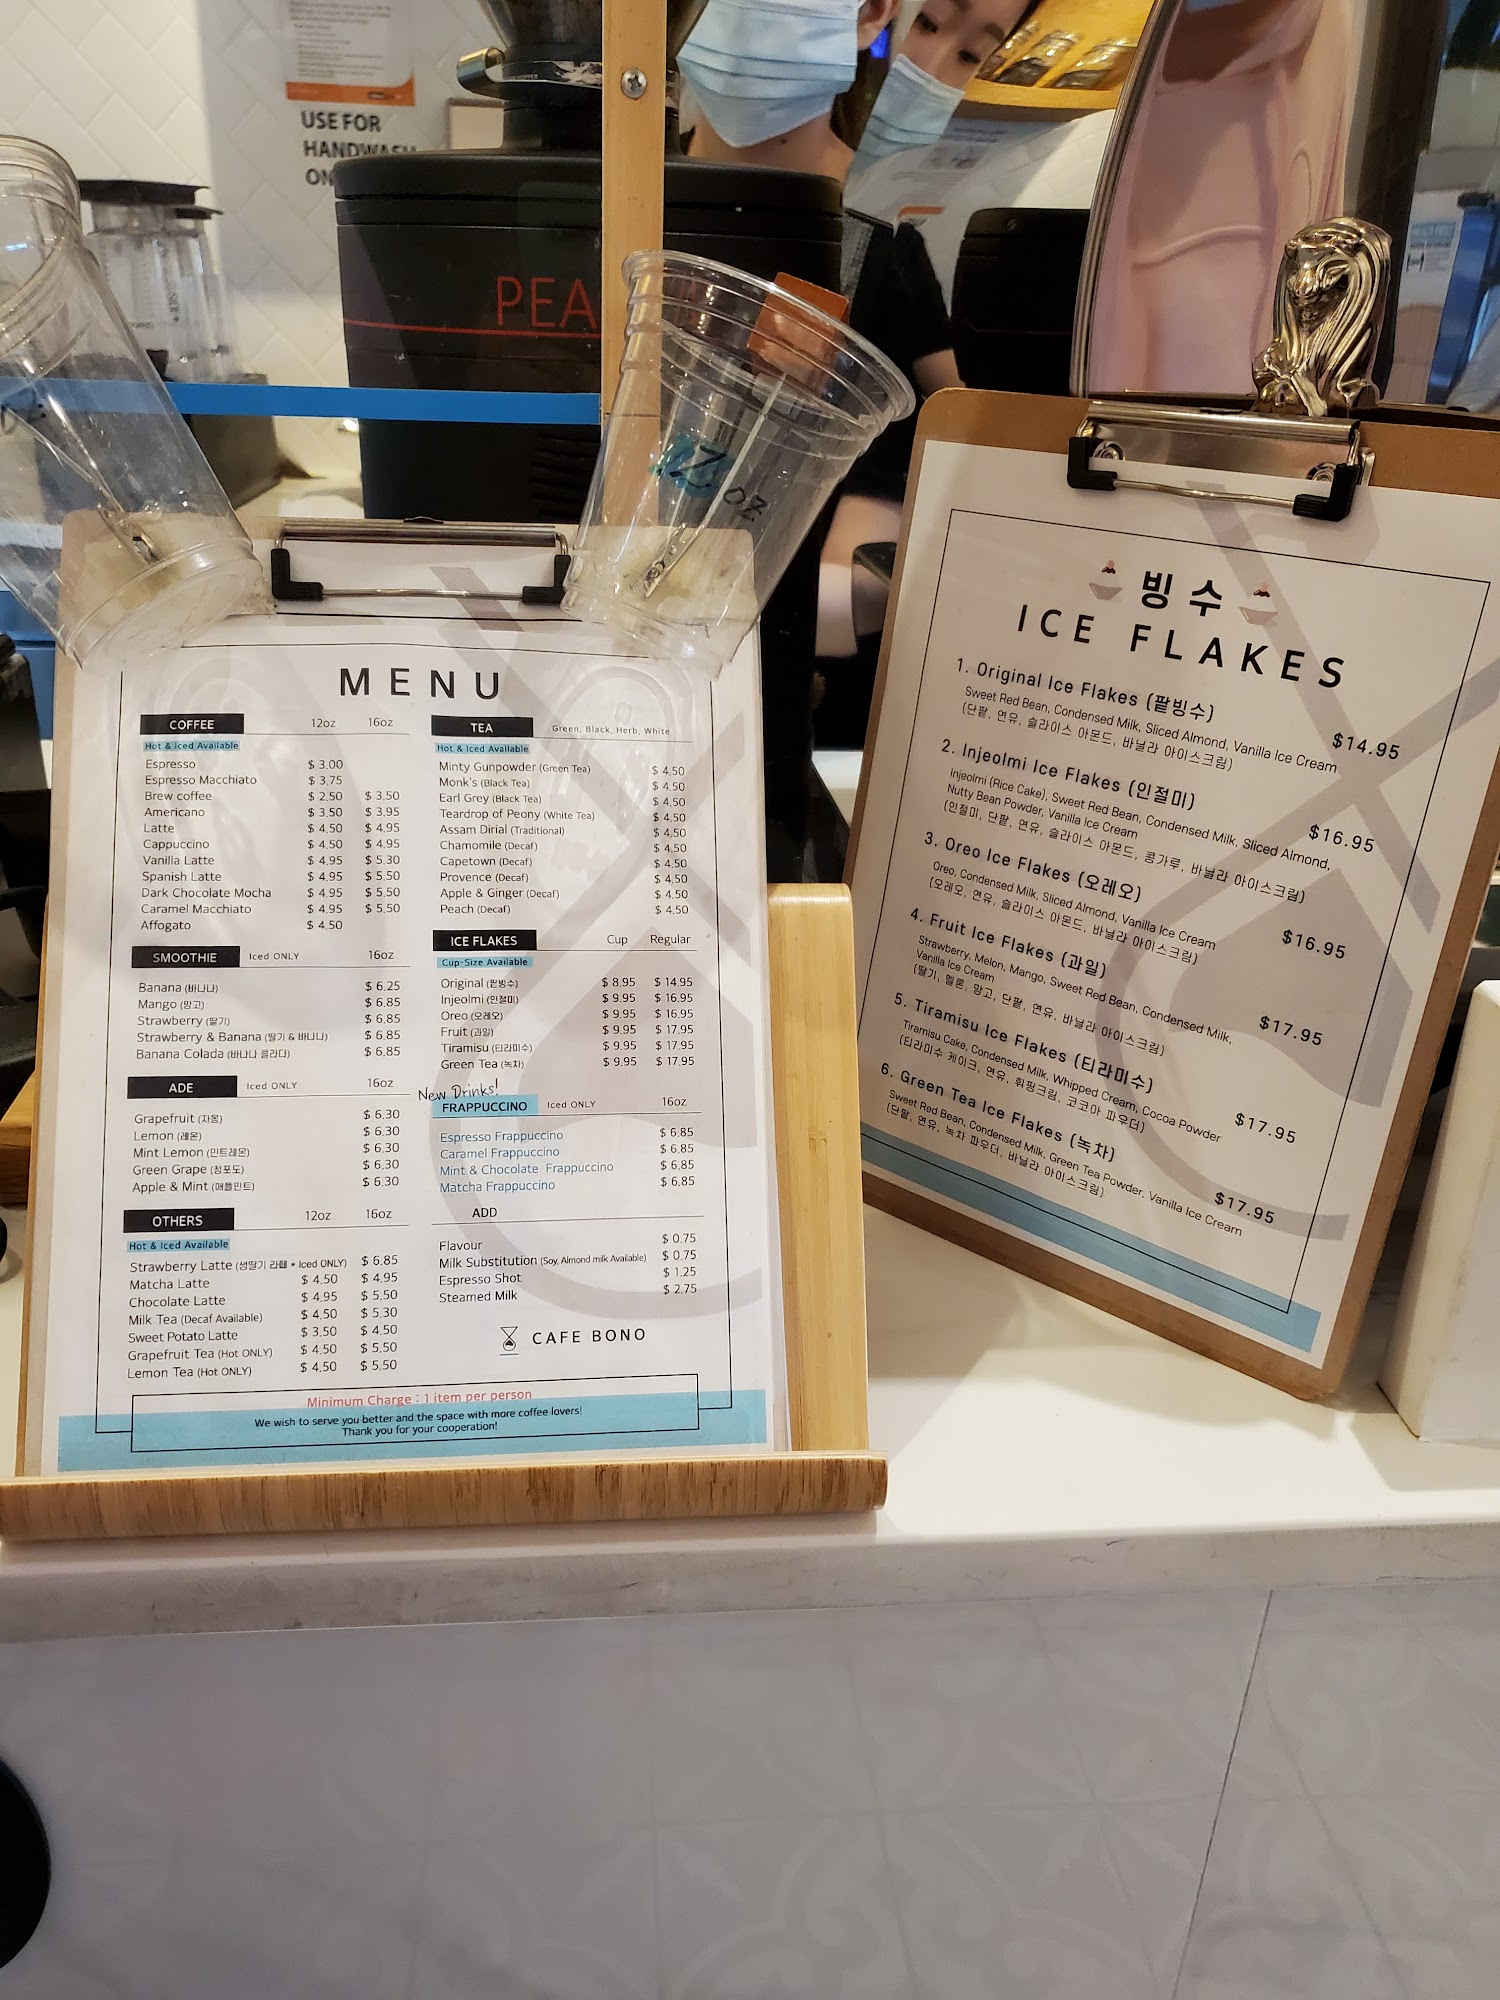 USE FOR
HANDWASH
ON
PEA
12 oz
MENU
COFFEE 12oz 16oz
Hot & Iced Available
Espresso $ 3.00
Espresso Macchiato $ 3.75
Brew coffee $ 2.50 $ 3.50
Americano $ 3.50 $ 3.95
Latte $ 4.50 $ 4.95
Cappuccino $ 4.50 $ 4.95
Vanilla Latte $ 4.95 $ 5.30
Spanish Latte $ 4.95 $ 5.50
Dark Chocolate Mocha $ 4.95 $ 5.50
Caramel Macchiato $ 4.95 $ 5.50
Affogato $ 4.50
SMOOTHIE Iced ONLY 16oz
Banana (바나나) $ 6.25
Mango (망고) $ 6.85
Strawberry (딸기) $ 6.85
Strawberry & Banana (딸기 & 바나나) $ 6.85
Banana Colada (바나나 콜라다) $ 6.85
ADE Iced ONLY 16oz
Grapefruit (자몽) $ 6.30
Lemon (레몬) $ 6.30
Mint Lemon (민트레몬) $ 6.30
Green Grape (청포도) $ 6.30
Apple & Mint (애플민트) $ 6.30
OTHERS 12oz 16oz
Hot & Iced Available
Strawberry Latte (생딸기 라떼 * Iced ONLY) $ 6.85
Matcha Latte $ 4.50 $ 4.95
Chocolate Latte $ 4.95 $ 5.50
Milk Tea (Decaf Available) $ 4.50 $ 5.30
Sweet Potato Latte $ 3.50 $ 4.50
Grapefruit Tea (Hot ONLY) $ 4.50 $ 5.50
Lemon Tea (Hot ONLY) $ 4.50 $ 5.50
TEA Green, Black, Herb, White
Hot & Iced Available
Minty Gunpowder (Green Tea) $ 4.50
Monk's (Black Tea) $ 4.50
Earl Grey (Black Tea) $ 4.50
Teardrop of Peony (White Tea) $ 4.50
Assam Dirial (Traditional) $ 4.50
Chamomile (Decaf) $ 4.50
Capetown (Decaf) $ 4.50
Provence (Decaf) $ 4.50
Apple & Ginger (Decaf) $ 4.50
Peach (Decaf) $ 4.50
ICE FLAKES Cup Regular
Cup-Size Available
Original (팥빙수) $ 8.95 $ 14.95
Injeolmi (인절미) $ 9.95 $ 16.95
Oreo (오레오) $ 9.95 $ 16.95
Fruit (과일) $ 9.95 $ 17.95
Tiramisu (티라미수) $ 9.95 $ 17.95
Green Tea (녹차) $ 9.95 $ 17.95
New Drinks!
FRAPPUCCINO Iced ONLY 16oz
Espresso Frappuccino $ 6.85
Caramel Frappuccino $ 6.85
Mint & Chocolate Frappuccino $ 6.85
Matcha Frappuccino $ 6.85
ADD
Flavour $ 0.75
Milk Substitution (Soy, Almond milk Available) $ 0.75
Espresso Shot $ 1.25
Steamed Milk $ 2.75
CAFE BONO
Minimum Charge : 1 item per person
We wish to serve you better and the space with more coffee lovers!
Thank you for your cooperation!
빙수
ICE FLAKES
1. Original Ice Flakes (팥빙수)
Sweet Red Bean, Condensed Milk, Sliced Almond, Vanilla Ice Cream $14.95
(단팥, 연유, 슬라이스 아몬드, 바닐라 아이스크림)
2. Injeolmi Ice Flakes (인절미)
Injeolmi (Rice Cake), Sweet Red Bean, Condensed Milk, Sliced Almond, $16.95
Nutty Bean Powder, Vanilla Ice Cream
(인절미, 단팥, 연유, 슬라이스 아몬드, 콩가루, 바닐라 아이스크림)
3. Oreo Ice Flakes (오레오)
Oreo, Condensed Milk, Sliced Almond, Vanilla Ice Cream $16.95
(오레오, 연유, 슬라이스 아몬드, 바닐라 아이스크림)
4. Fruit Ice Flakes (과일)
Strawberry, Melon, Mango, Sweet Red Bean, Condensed Milk, $17.95
Vanilla Ice Cream
(딸기, 멜론, 망고, 단팥, 연유, 바닐라 아이스크림)
5. Tiramisu Ice Flakes (티라미수)
Tiramisu Cake, Condensed Milk, Whipped Cream, Cocoa Powder $17.95
(티라미수 케이크, 연유, 휘핑크림, 코코아 파우더)
6. Green Tea Ice Flakes (녹차)
Sweet Red Bean, Condensed Milk, Green Tea Powder, Vanilla Ice Cream $17.95
(단팥, 연유, 녹차 파우더, 바닐라 아이스크림)